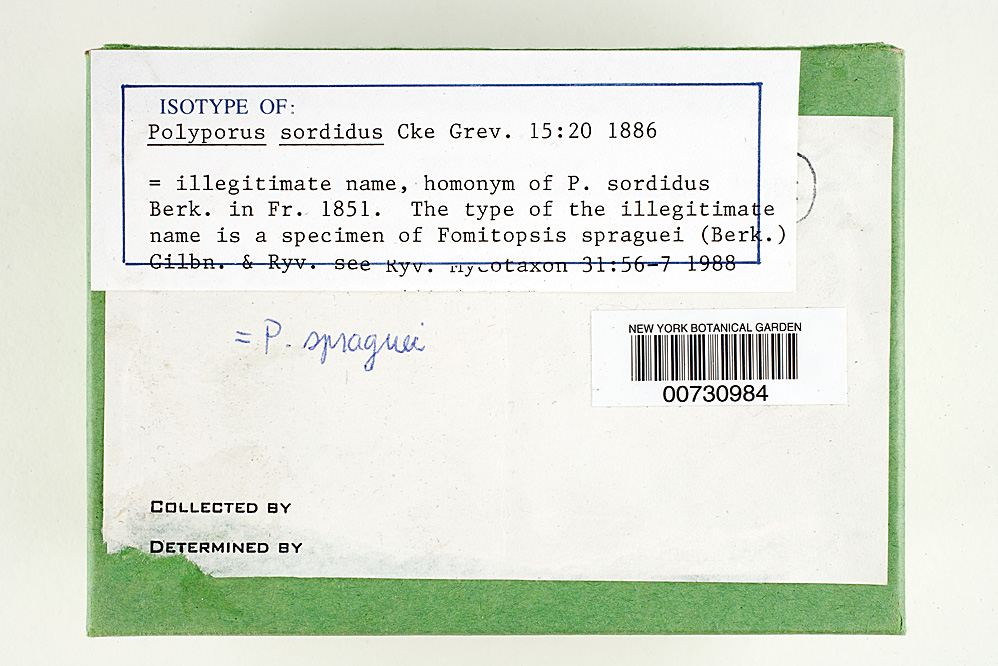 ISOTYPE OF:
Polyporus sordidus Cke Grev. 15:20 1886
= illegitimate name, homonym of P. sordidus
Berk. in Fr. 1851. The type of the illegitimate
name is a specimen of Fomitopsis spraguei (Berk.)
Gilbn. & Ryv. see Ryv. Mycotaxon 31:56-7 1988
= P. spraguei
NEW YORK BOTANICAL GARDEN
00730984
COLLECTED BY
DETERMINED BY